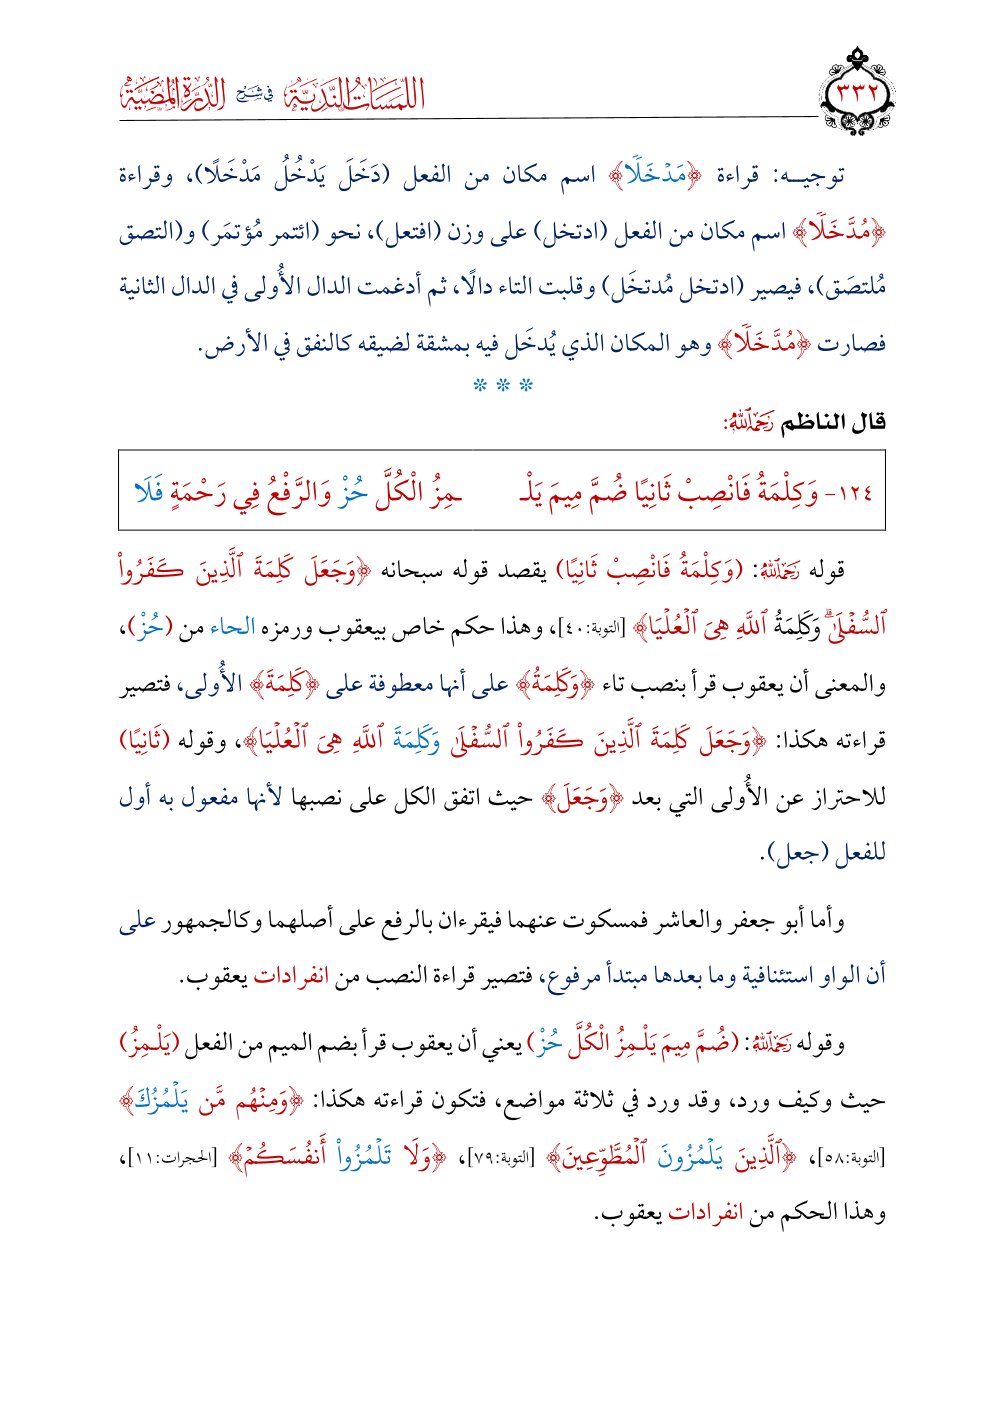 ٣٣٢
اللمسات الندية في شرح الدرة المضية
توجيـــه: قراءة ﴿مَدۡخَلٗا﴾ اسم مكان من الفعل (دَخَلَ يَدْخُلُ مَدْخَلًا)، وقراءة
﴿مُدَّخَلٗا﴾ اسم مكان من الفعل (ادتخل) على وزن (افتعل)، نحو (ائتمر مُؤتمَر) و(التصق
مُلتصَق)، فيصير (ادتخل مُدتخَل) وقلبت التاء دالًا، ثم أدغمت الدال الأُولى في الدال الثانية
فصارت ﴿مُدَّخَلٗا﴾ وهو المكان الذي يُدخَل فيه بمشقة لضيقه كالنفق في الأرض.
* * *
قال الناظم رَحِمَهُ ٱللَّهُ:
١٢٤- وَكِلْمَةُ فَانْصِبْ ثَانِيًا ضُمَّ مِيمَ يَلْـ ـمِزُ الْكُلَّ حُزْ وَالرَّفْعُ فِي رَحْمَةٍ فَلَا
قوله رَحِمَهُ ٱللَّهُ: (وَكِلْمَةُ فَانْصِبْ ثَانِيًا) يقصد قوله سبحانه ﴿وَجَعَلَ كَلِمَةَ ٱلَّذِينَ كَفَرُواْ
ٱلسُّفۡلَىٰۗ وَكَلِمَةُ ٱللَّهِ هِيَ ٱلۡعُلۡيَا﴾ [التوبة:٤٠]، وهذا حكم خاص بيعقوب ورمزه الحاء من (حُزْ)،
والمعنى أن يعقوب قرأ بنصب تاء ﴿وَكَلِمَةُ﴾ على أنها معطوفة على ﴿كَلِمَةَ﴾ الأُولى، فتصير
قراءته هكذا: ﴿وَجَعَلَ كَلِمَةَ ٱلَّذِينَ كَفَرُواْ ٱلسُّفۡلَىٰ وَكَلِمَةَ ٱللَّهِ هِيَ ٱلۡعُلۡيَا﴾، وقوله (ثَانِيًا)
للاحتراز عن الأُولى التي بعد ﴿وَجَعَلَ﴾ حيث اتفق الكل على نصبها لأنها مفعول به أول
للفعل (جعل).
وأما أبو جعفر والعاشر فمسكوت عنهما فيقرءان بالرفع على أصلهما وكالجمهور على
أن الواو استئنافية وما بعدها مبتدأ مرفوع، فتصير قراءة النصب من انفرادات يعقوب.
وقوله رَحِمَهُ ٱللَّهُ: (ضُمَّ مِيمَ يَلْـمِزُ الْكُلَّ حُزْ) يعني أن يعقوب قرأ بضم الميم من الفعل (يَلْـمِزُ)
حيث وكيف ورد، وقد ورد في ثلاثة مواضع، فتكون قراءته هكذا: ﴿وَمِنۡهُم مَّن يَلۡمُزُكَ﴾
[التوبة:٥٨]، ﴿ٱلَّذِينَ يَلۡمُزُونَ ٱلۡمُطَّوِّعِينَ﴾ [التوبة:٧٩]، ﴿وَلَا تَلۡمُزُواْ أَنفُسَكُمۡ﴾ [الحجرات:١١]،
وهذا الحكم من انفرادات يعقوب.